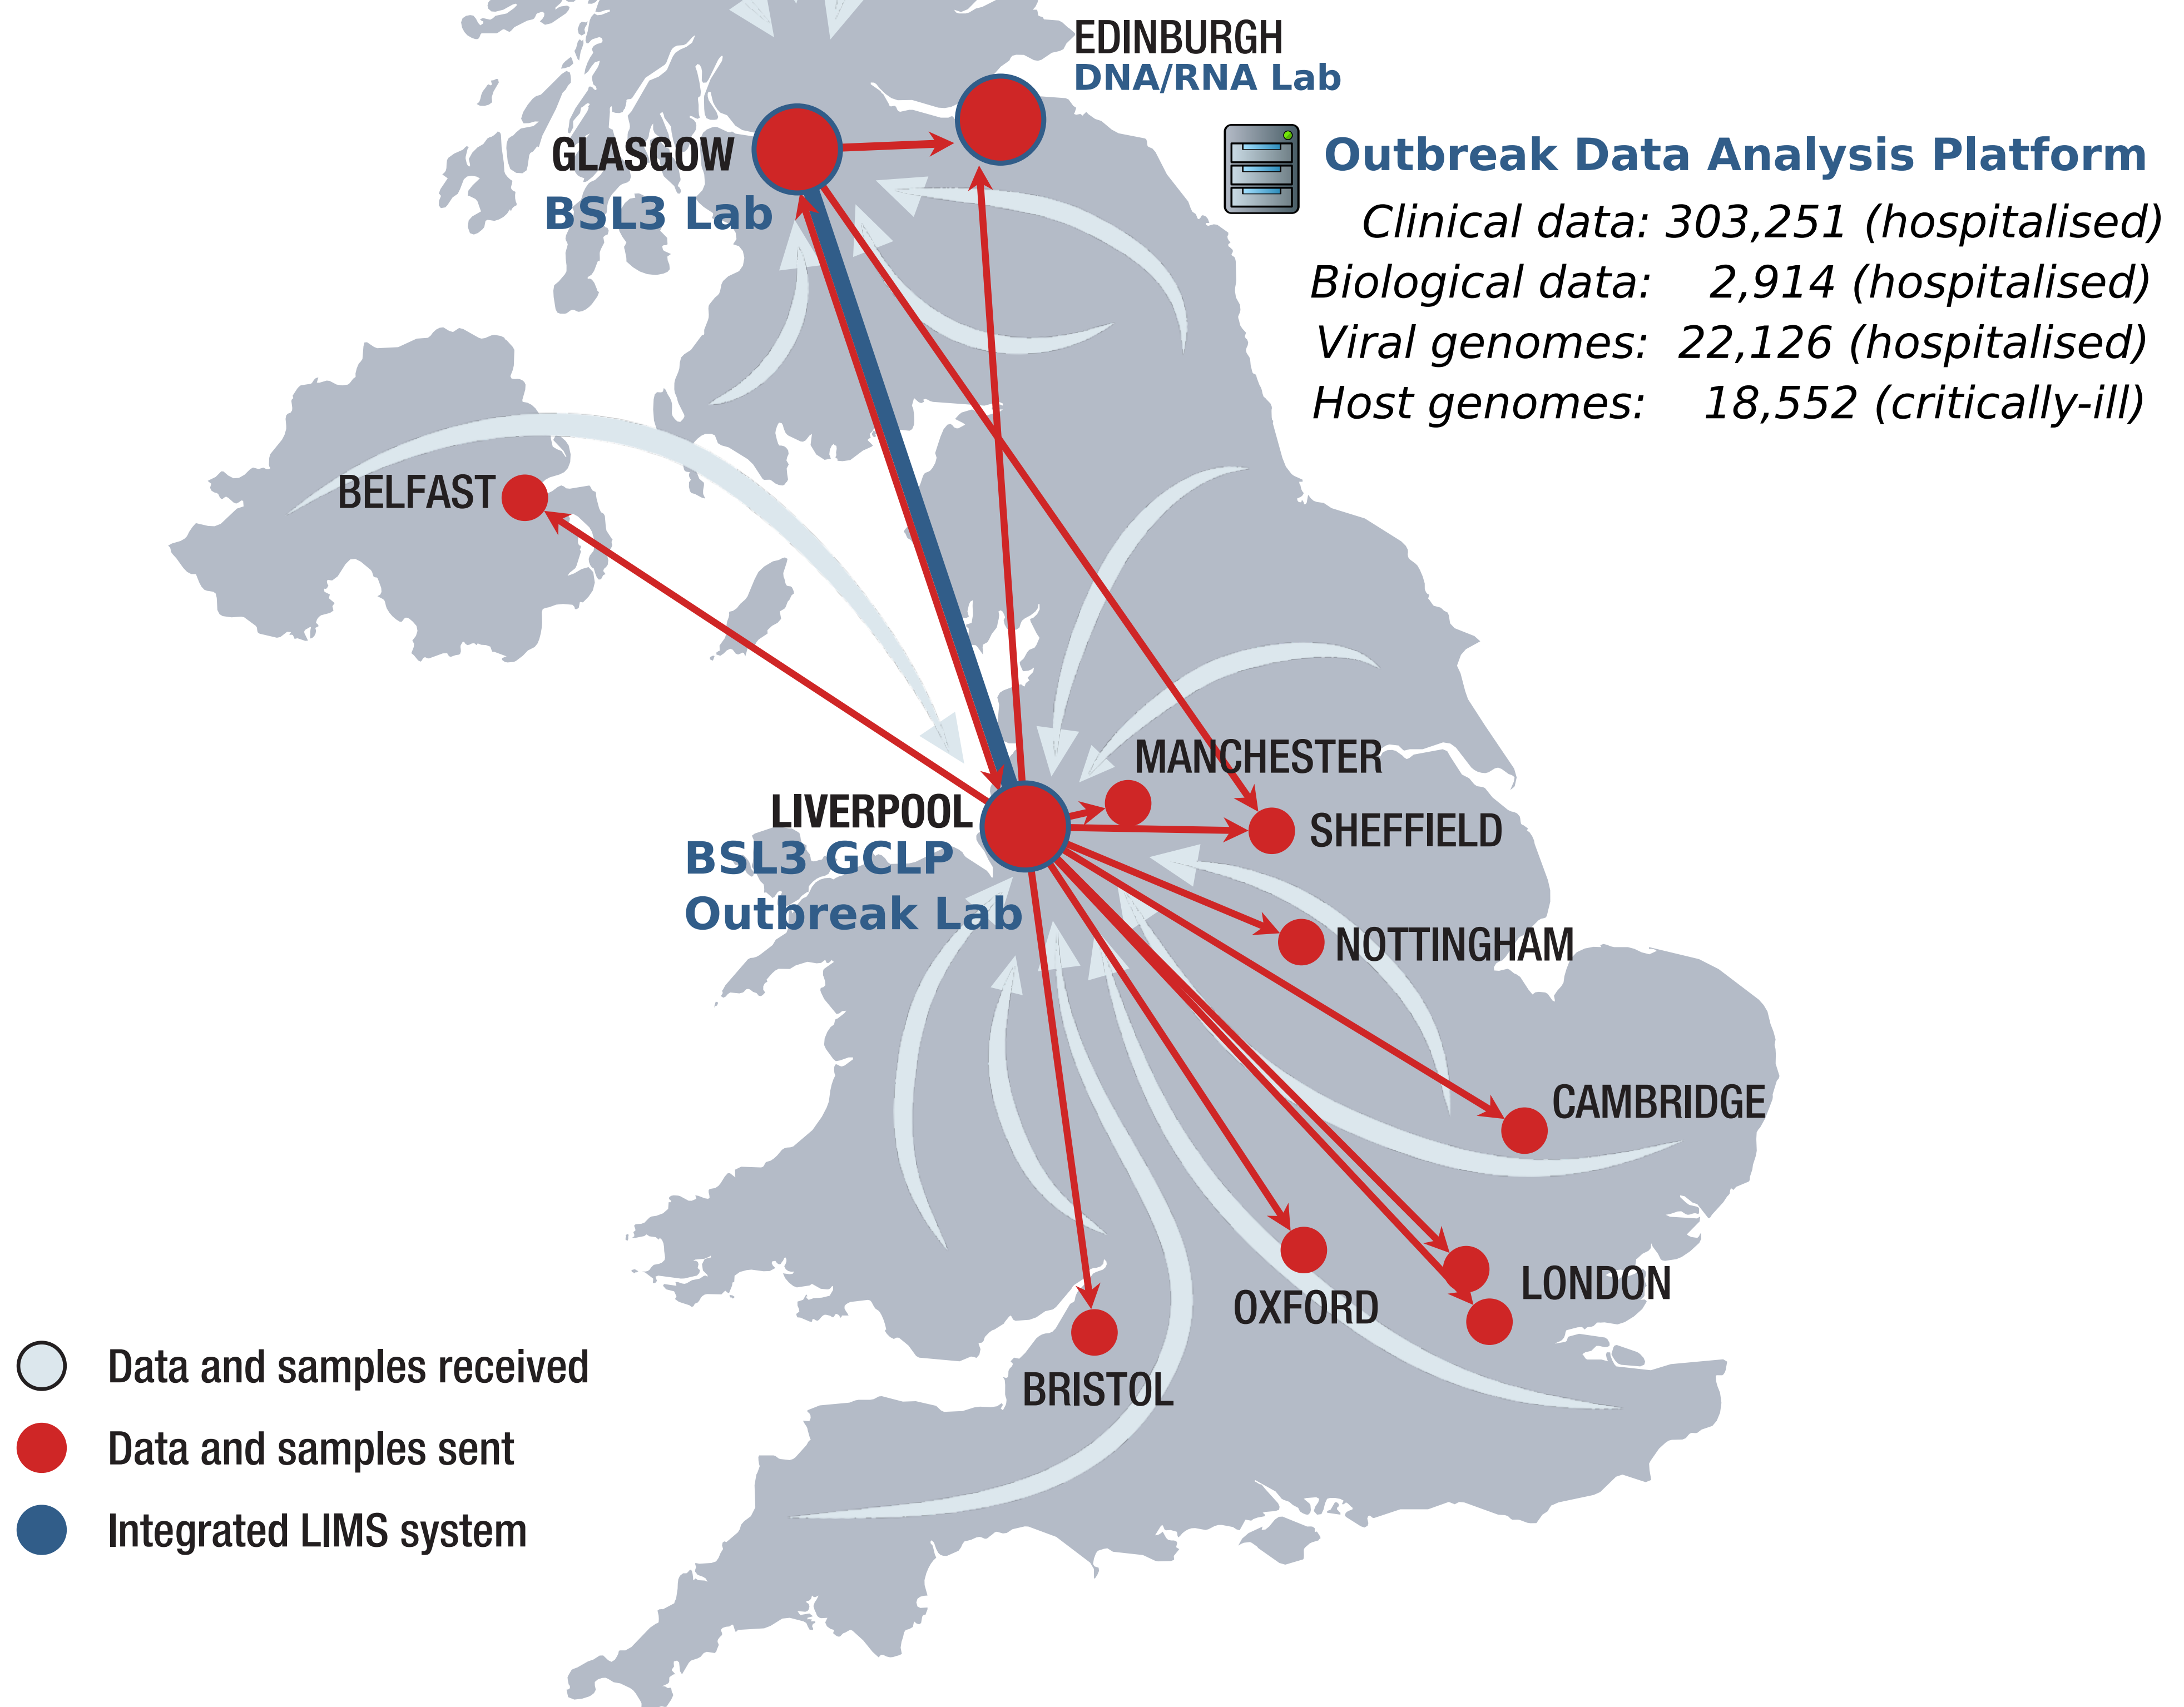 EDINBURGH
DNA/RNA Lab
GLASGOW
BSL3 Lab
Outbreak Data Analysis Platform
Clinical data: 303,251 (hospitalised)
Biological data: 2,914 (hospitalised)
Viral genomes: 22,126 (hospitalised)
Host genomes: 18,552 (critically-ill)
BELFAST
MANCHESTER
LIVERPOOL
BSL3 GCLP
Outbreak Lab
SHEFFIELD
NOTTINGHAM
CAMBRIDGE
LONDON
OXFORD
BRISTOL
Data and samples received
Data and samples sent
Integrated LIMS system